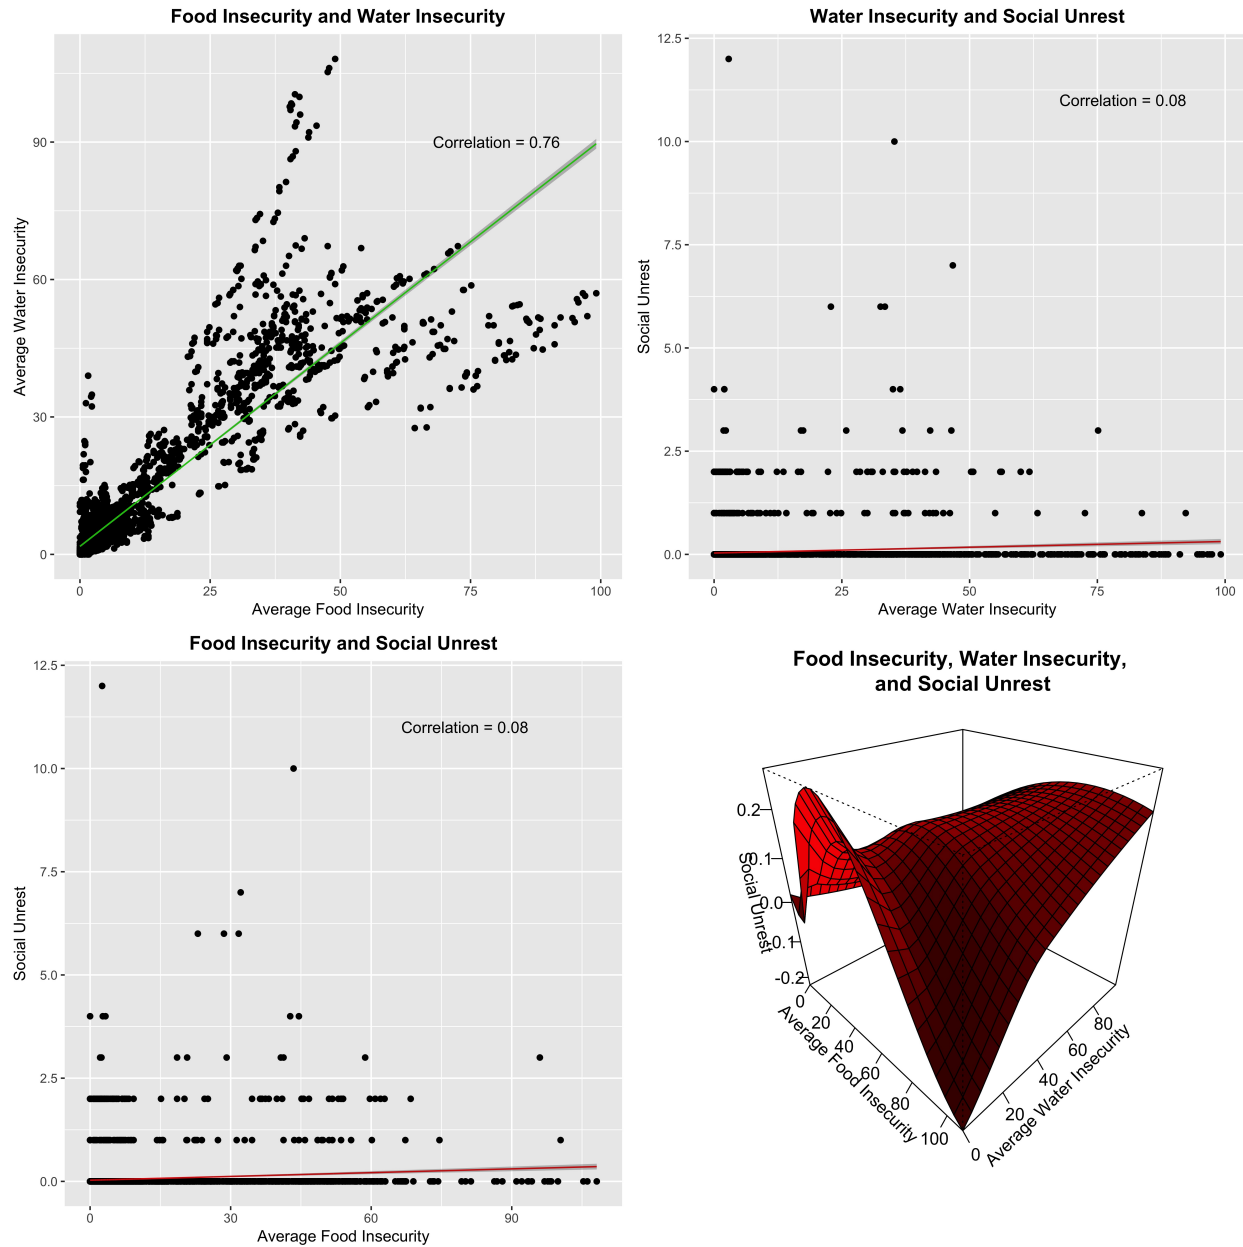 Food Insecurity and Water Insecurity
Correlation = 0.76
90
60
30
0
Average Water Insecurity
0 25 50 75 100
Average Food Insecurity
Water Insecurity and Social Unrest
Correlation = 0.08
12.5
10.0
7.5
5.0
2.5
0.0
Social Unrest
0 25 50 75 100
Average Water Insecurity
Food Insecurity and Social Unrest
Correlation = 0.08
12.5
10.0
7.5
5.0
2.5
0.0
Social Unrest
0 30 60 90
Average Food Insecurity
Food Insecurity, Water Insecurity,
and Social Unrest
0.2
0.1
0.0
-0.1
-0.2
Social Unrest
0 20 40 60 80 100
Average Food Insecurity
0 20 40 60 80
Average Water Insecurity